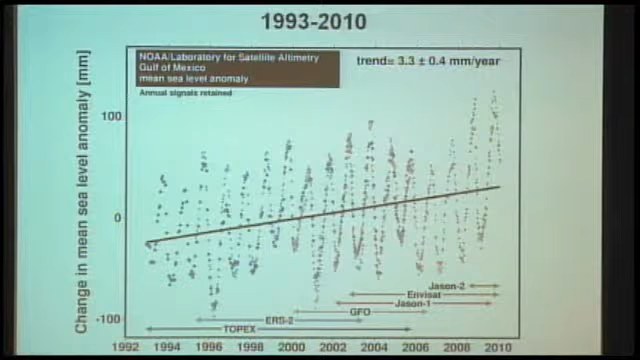 1993-2010
NOAA/Laboratory for Satellite Altimetry
Gulf of Mexico
mean sea level anomaly
trend= 3.3 ± 0.4 mm/year
Annual signals retained
Change in mean sea level anomaly [mm]
100
0
-100
Jason-2
Envisat
Jason-1
GFO
ERS-2
TOPEX
1992 1994 1996 1998 2000 2002 2004 2006 2008 2010